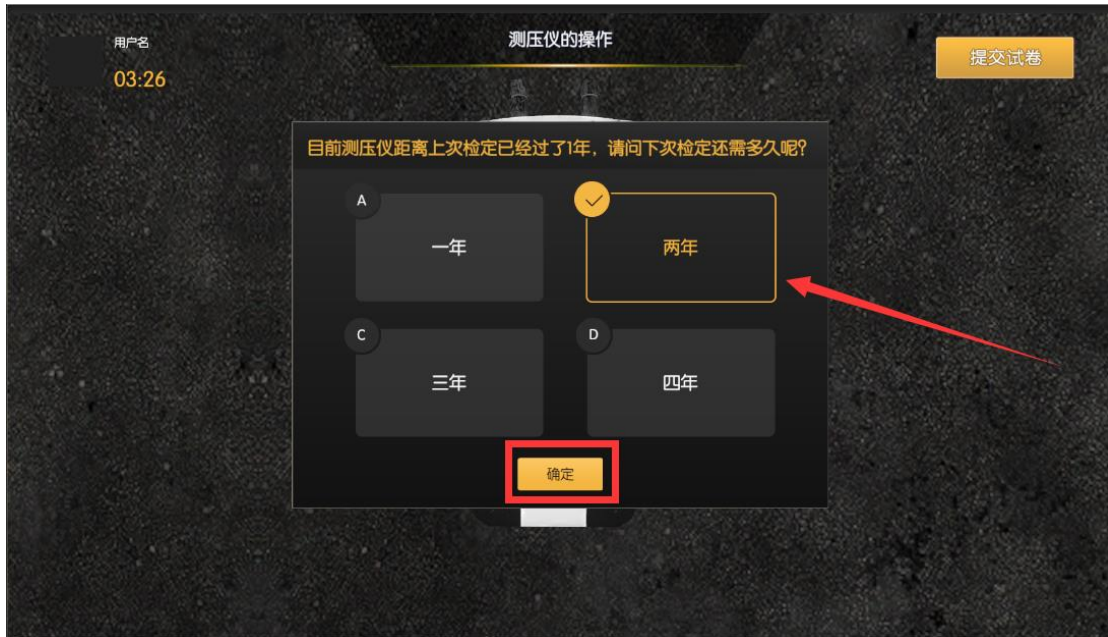 用户名
测压仪的操作
提交试卷
03:26
目前测压仪距离上次检定已经过了1年，请问下次检定还需多久呢？
A
一年
两年
C
三年
D
四年
确定